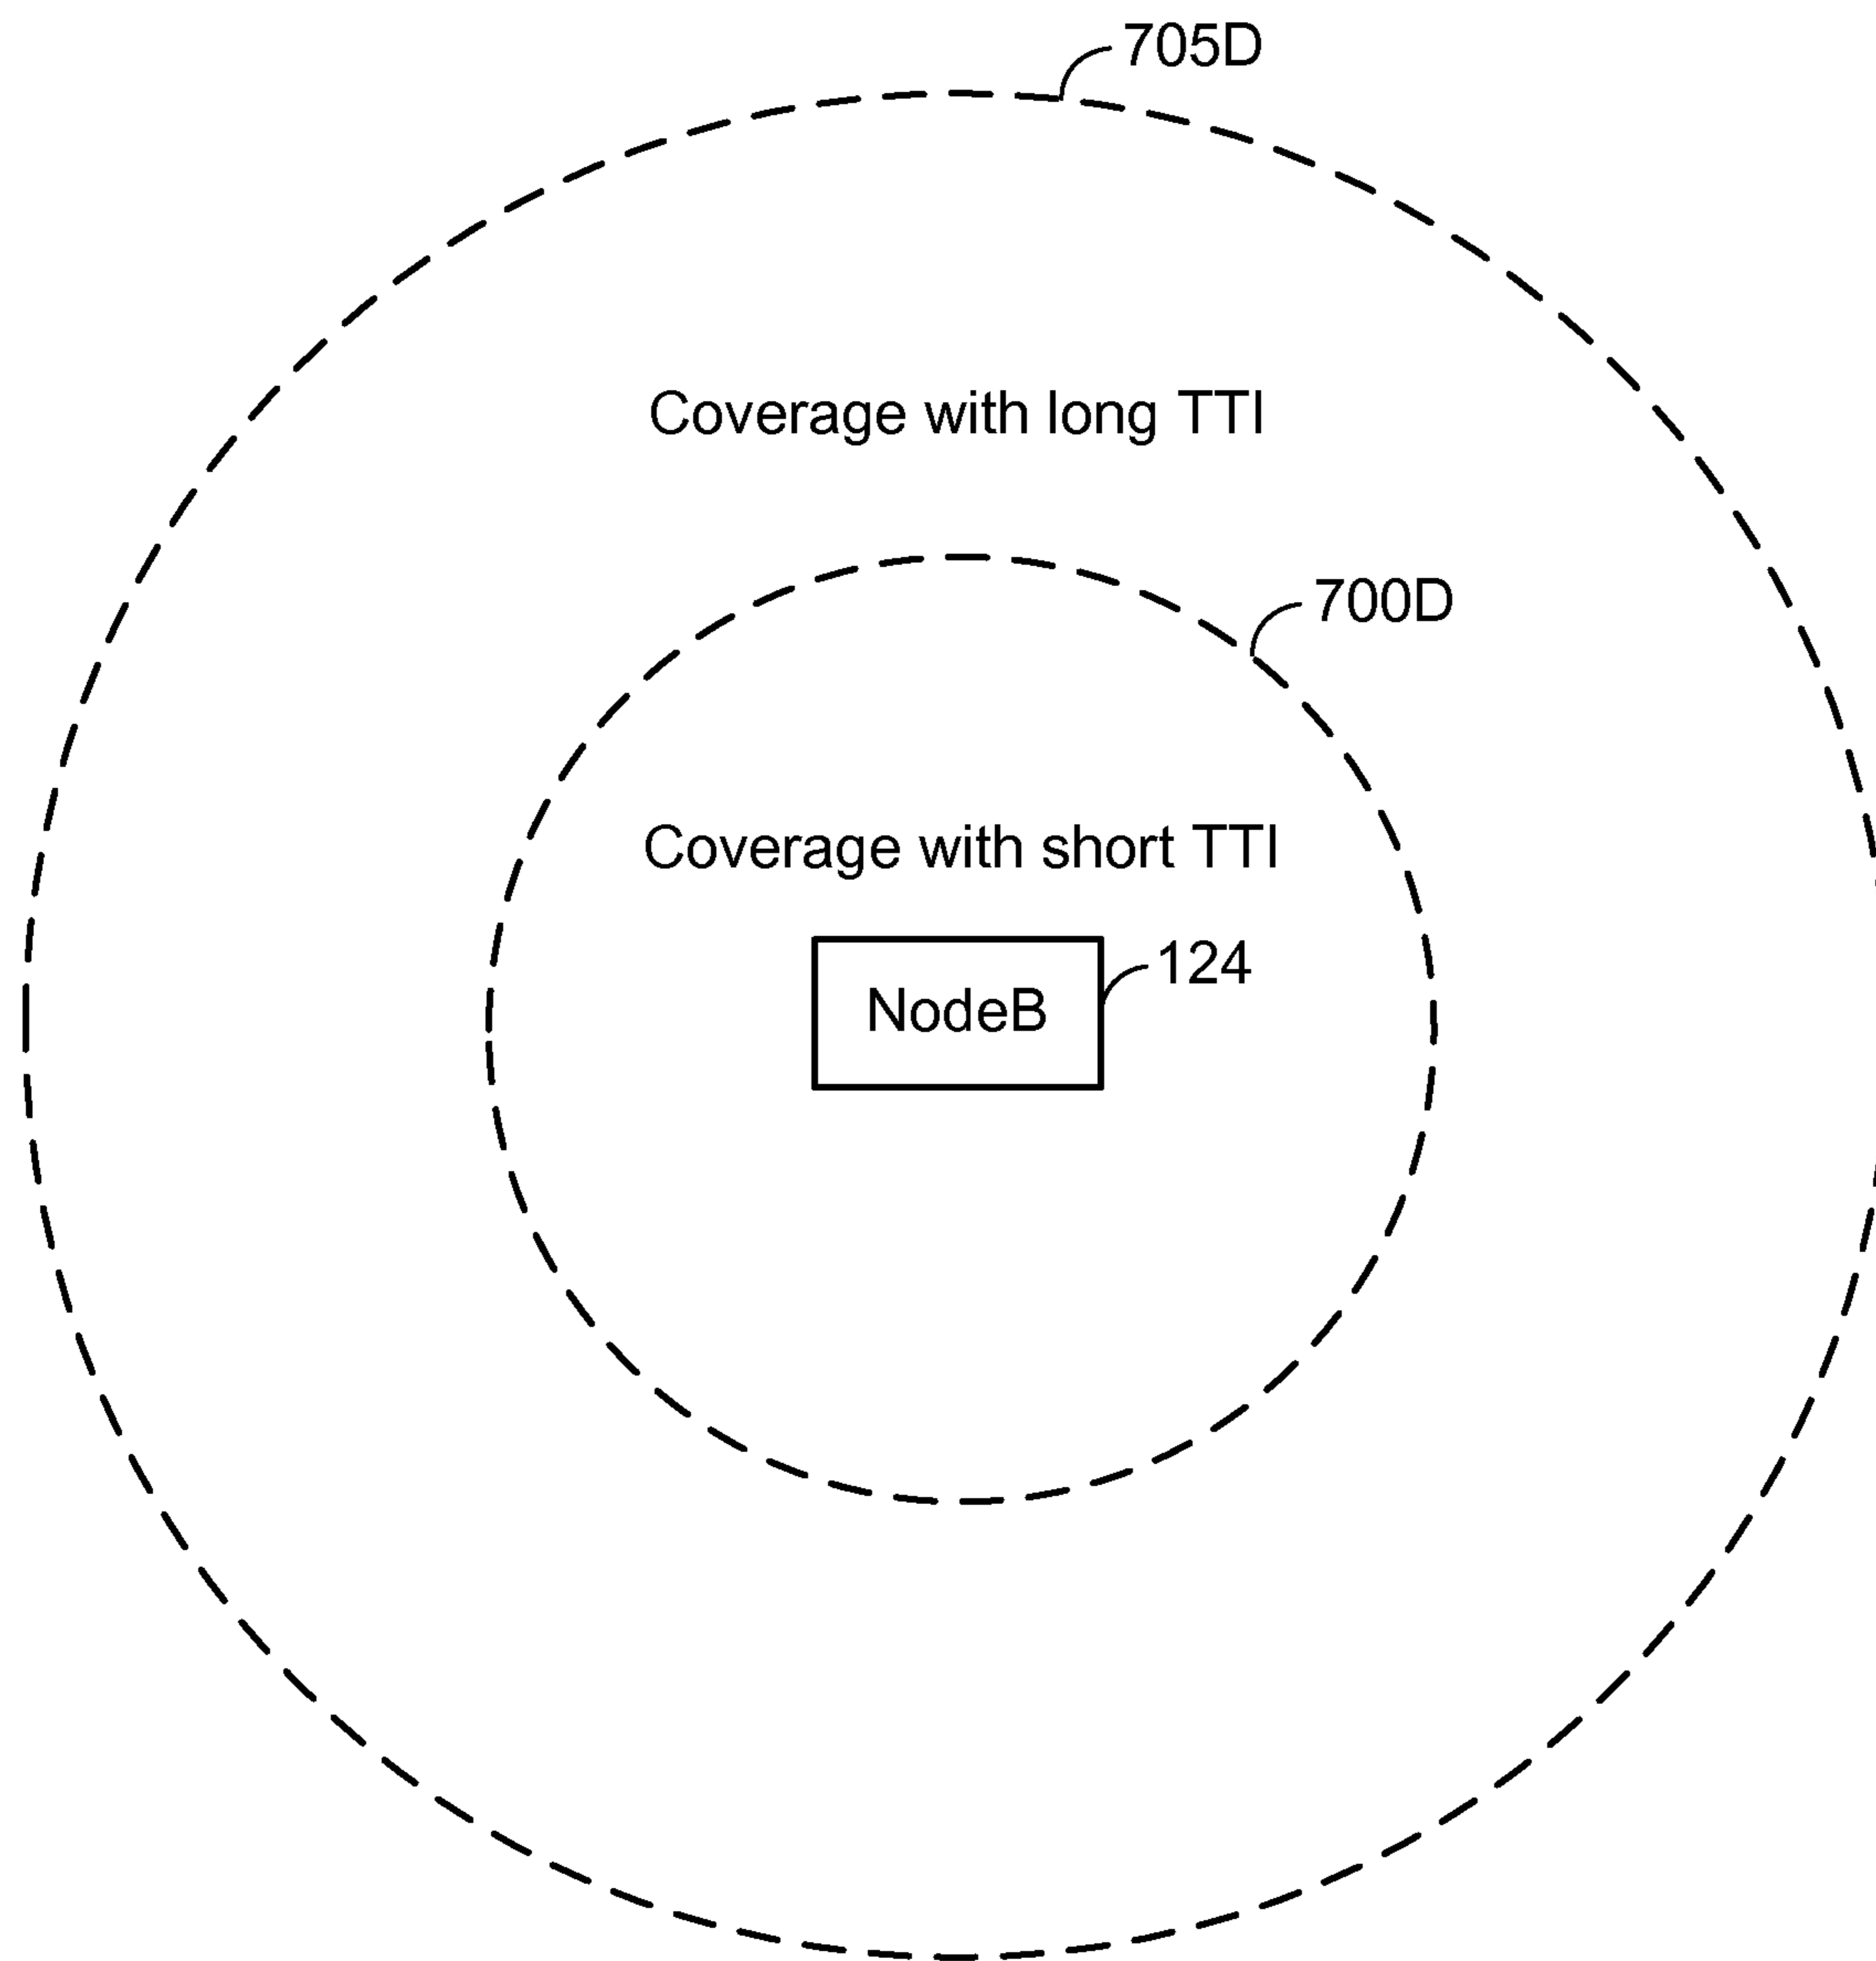 705D
Coverage with long TTI
700D
Coverage with short TTI
124
NodeB